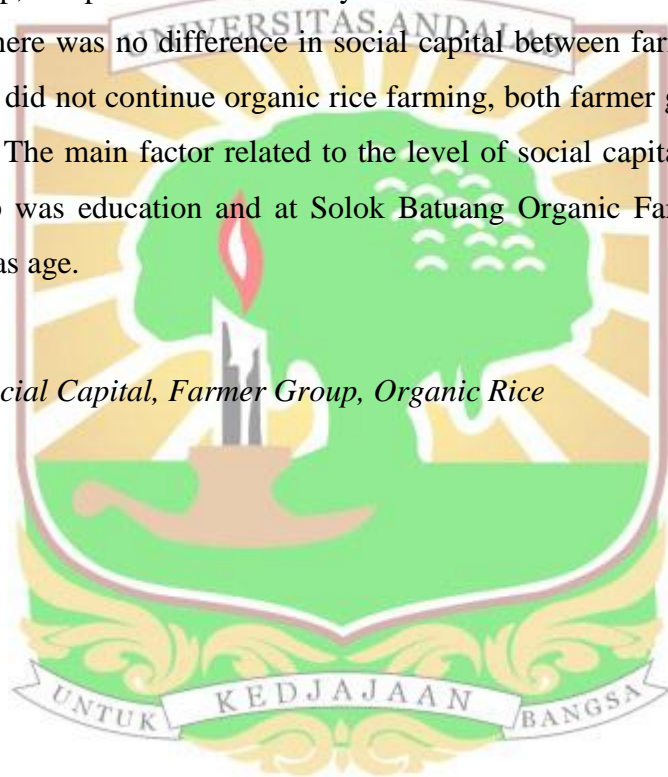 UNIVERSITAS ANDALAS
here was no difference in social capital between far
did not continue organic rice farming, both farmer g
The main factor related to the level of social capita
was education and at Solok Batuang Organic Far
as age.
cial Capital, Farmer Group, Organic Rice
UNTUK KEDJAJAAN BANGSA